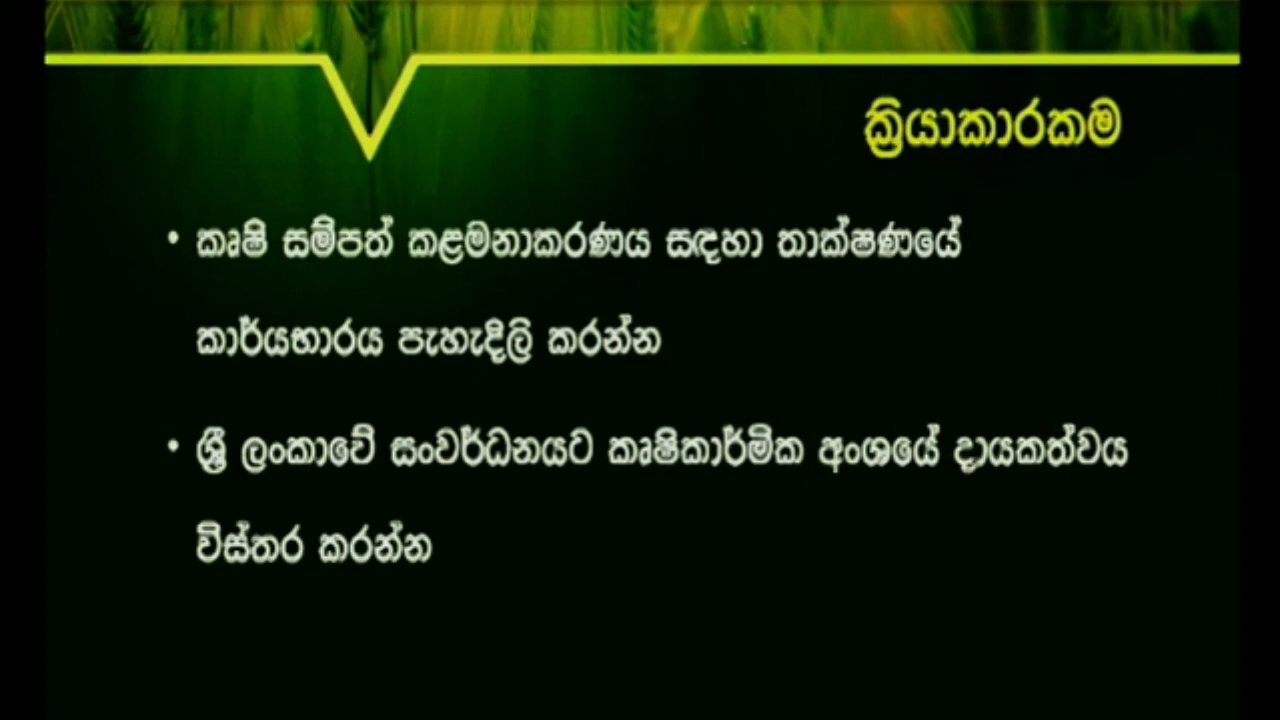 ක්‍රියාකාරකම
• කෘෂි සම්පත් කළමනාකරණය සඳහා තාක්ෂණයේ
කාර්යභාරය පැහැදිලි කරන්න
• ශ්‍රී ලංකාවේ සංවර්ධනයට කෘෂිකාර්මික අංශයේ දායකත්වය
විස්තර කරන්න